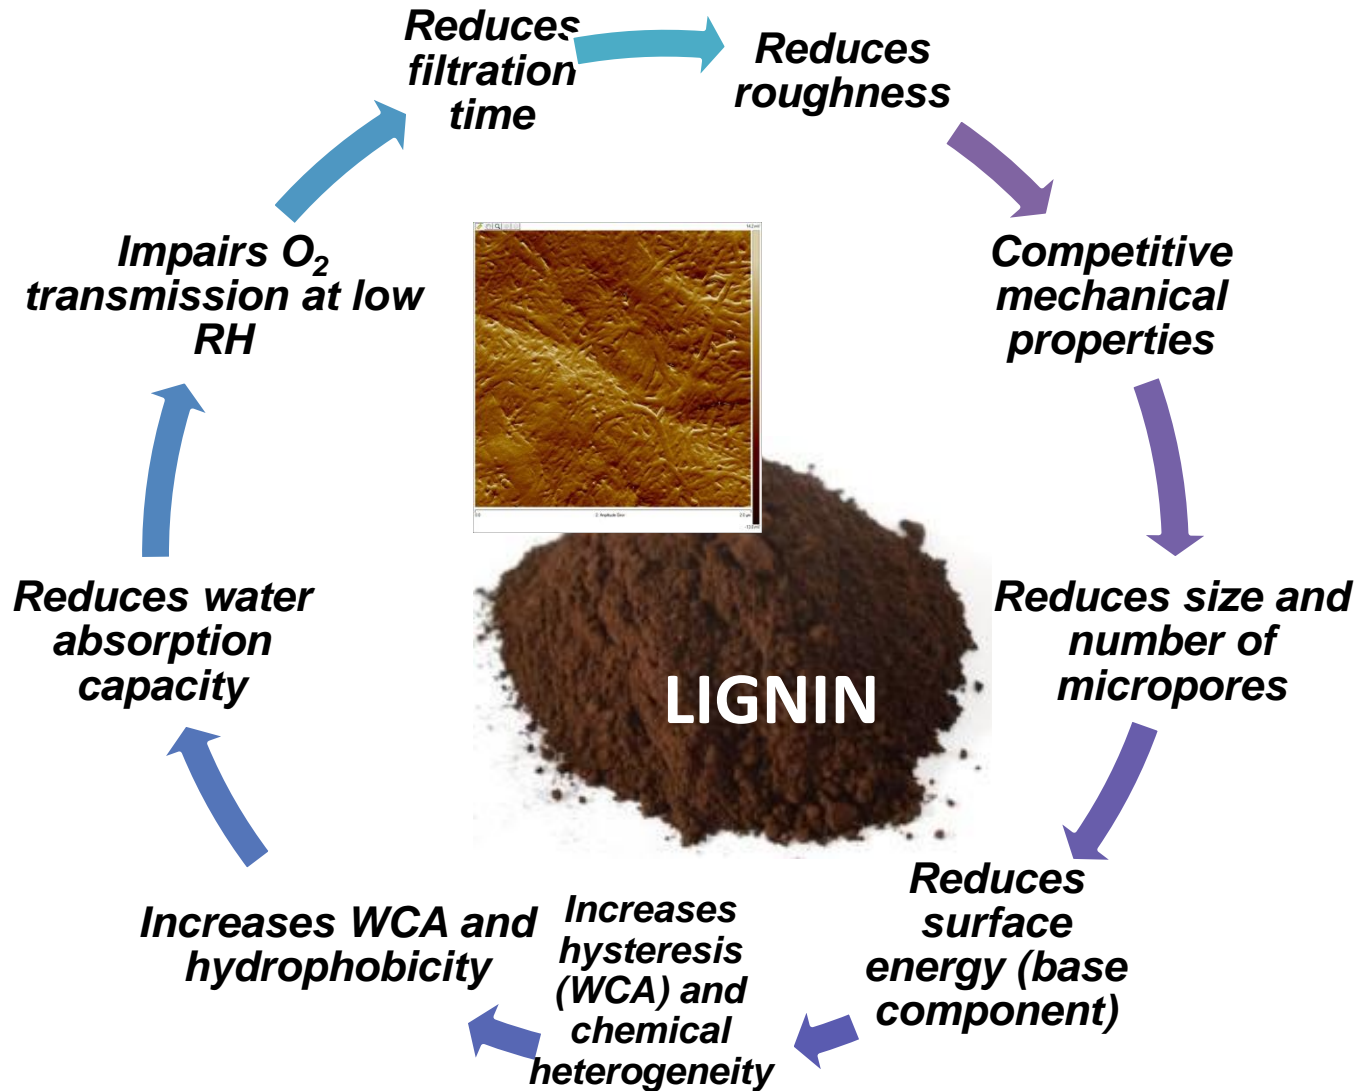 Reduces
filtration
time
Reduces
roughness
Competitive
mechanical
properties
Reduces size and
number of
micropores
Reduces
surface
energy (base
component)
Increases
hysteresis
(WCA) and
chemical
heterogeneity
Increases WCA and
hydrophobicity
Reduces water
absorption
capacity
Impairs O₂
transmission at low
RH
LIGNIN